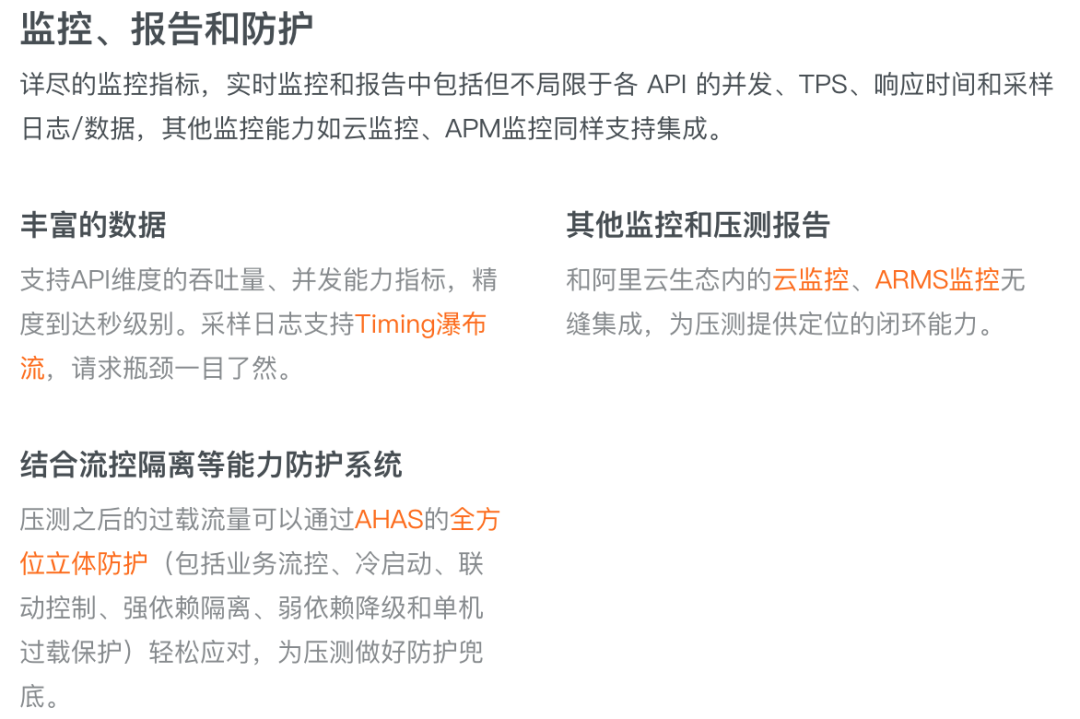 监控、报告和防护
详尽的监控指标，实时监控和报告中包括但不局限于各 API 的并发、TPS、响应时间和采样
日志/数据，其他监控能力如云监控、APM监控同样支持集成。
丰富的数据
支持API维度的吞吐量、并发能力指标，精
度到达秒级别。采样日志支持Timing瀑布
流，请求瓶颈一目了然。
其他监控和压测报告
和阿里云生态内的云监控、ARMS监控无
缝集成，为压测提供定位的闭环能力。
结合流控隔离等能力防护系统
压测之后的过载流量可以通过AHAS的全方
位立体防护（包括业务流控、冷启动、联
动控制、强依赖隔离、弱依赖降级和单机
过载保护）轻松应对，为压测做好防护兜
底。